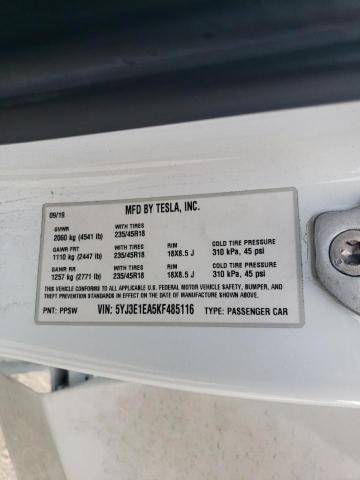 09/19 MFD BY TESLA, INC.
GVWR WITH TIRES
2060 kg (4541 lb) 235/45R18
GAWR FRT WITH TIRES RIM COLD TIRE PRESSURE
1110 kg (2447 lb) 235/45R18 18X8.5 J 310 kPa, 45 psi
GAWR RR WITH TIRES RIM COLD TIRE PRESSURE
1257 kg (2771 lb) 235/45R18 18X8.5 J 310 kPa, 45 psi
THIS VEHICLE CONFORMS TO ALL APPLICABLE U.S. FEDERAL MOTOR VEHICLE SAFETY, BUMPER, AND
THEFT PREVENTION STANDARDS IN EFFECT ON THE DATE OF MANUFACTURE SHOWN ABOVE.
PNT: PPSW VIN: 5YJ3E1EA5KF485116 TYPE: PASSENGER CAR